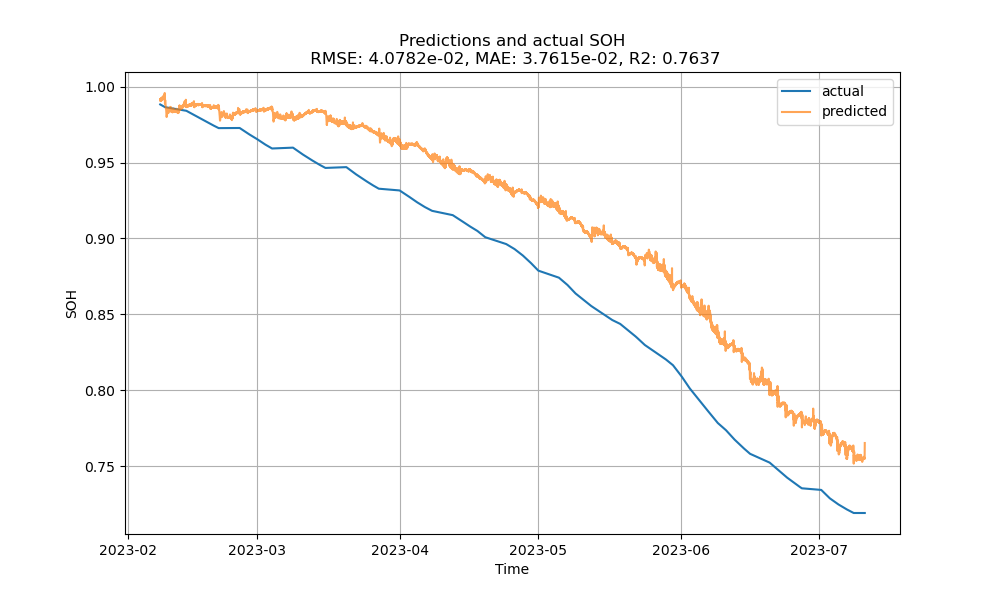 Predictions and actual SOH
RMSE: 4.0782e-02, MAE: 3.7615e-02, R2: 0.7637
actual
predicted
1.00
0.95
0.90
0.85
0.80
0.75
SOH
2023-02 2023-03 2023-04 2023-05 2023-06 2023-07
Time